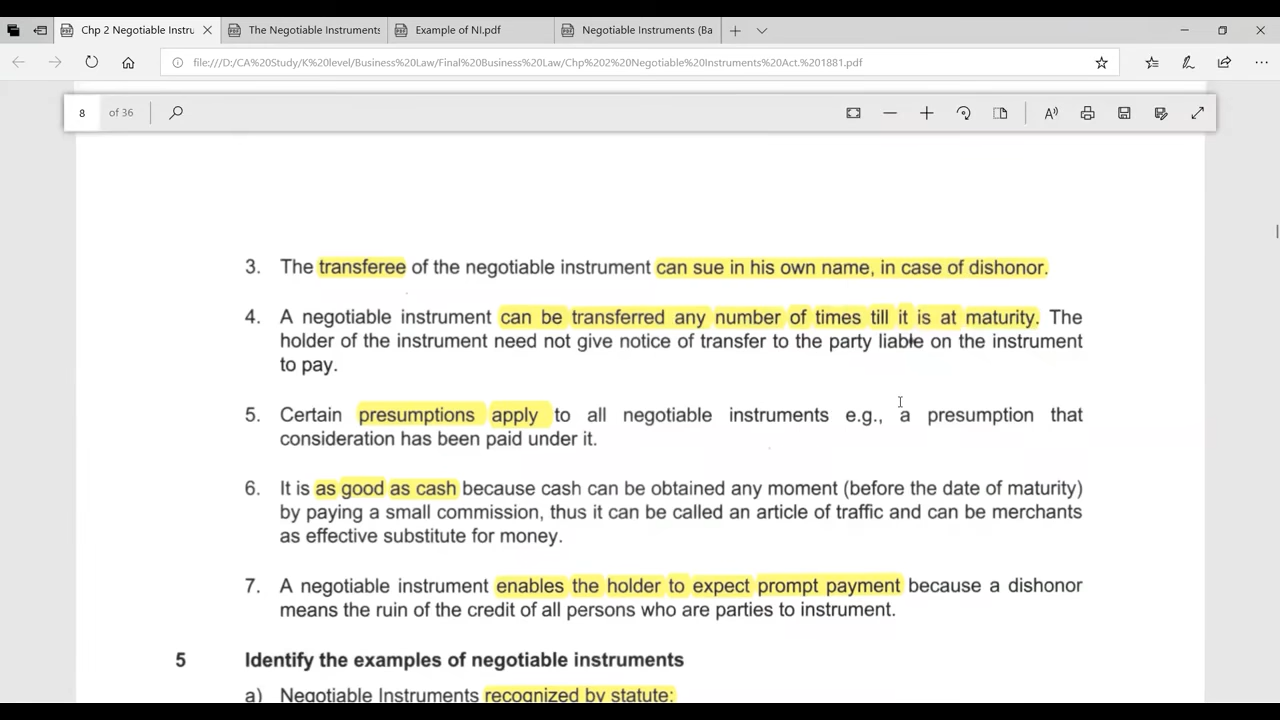 Chp 2 Negotiable Instru
The Negotiable Instruments
Example of NI.pdf
Negotiable Instruments (Ba
file:///D:/CA%20Study/K%20level/Business%20Law/Final%20Business%20Law/Chp%202%20Negotiable%20Instruments%20Act.%201881.pdf
8 of 36
3. The transferee of the negotiable instrument can sue in his own name, in case of dishonor.
4. A negotiable instrument can be transferred any number of times till it is at maturity. The
holder of the instrument need not give notice of transfer to the party liable on the instrument
to pay.
5. Certain presumptions apply to all negotiable instruments e.g., a presumption that
consideration has been paid under it.
6. It is as good as cash because cash can be obtained any moment (before the date of maturity)
by paying a small commission, thus it can be called an article of traffic and can be merchants
as effective substitute for money.
7. A negotiable instrument enables the holder to expect prompt payment because a dishonor
means the ruin of the credit of all persons who are parties to instrument.
5 Identify the examples of negotiable instruments
a) Negotiable Instruments recognized by statute: